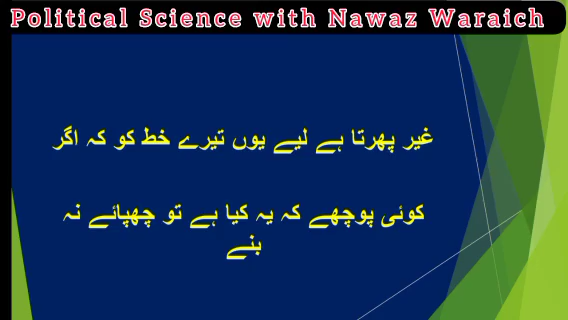 Political Science with Nawaz Waraich
غیر پھرتا ہے لیے یوں تیرے خط کو کہ اگر
کوئی پوچھے کہ یہ کیا ہے تو چھپائے نہ
بنے